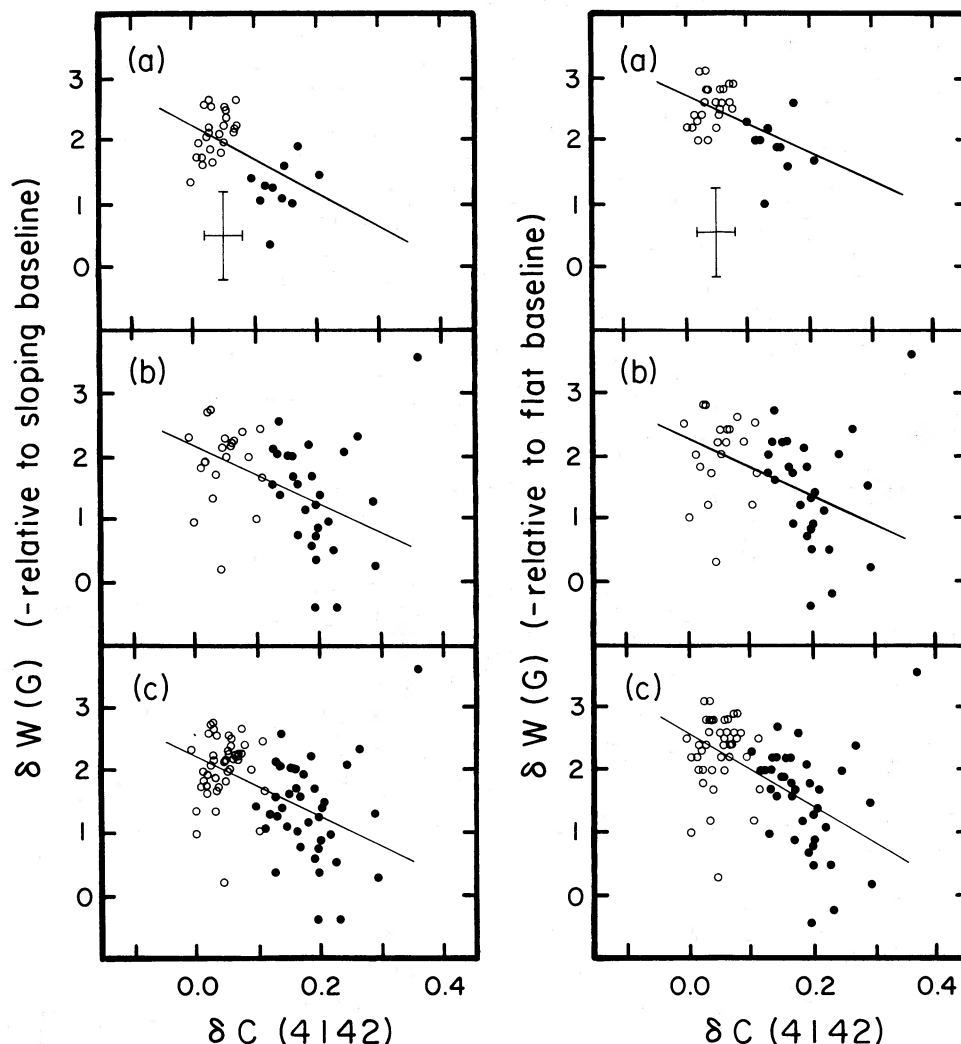 δ W (G) (-relative to sloping baseline)
(a)
3
2
1
0
(b)
3
2
1
0
(c)
3
2
1
0
0.0 0.2 0.4
δ C (4142)
δ W (G) (-relative to flat baseline)
(a)
3
2
1
0
(b)
3
2
1
0
(c)
3
2
1
0
0.0 0.2 0.4
δ C (4142)